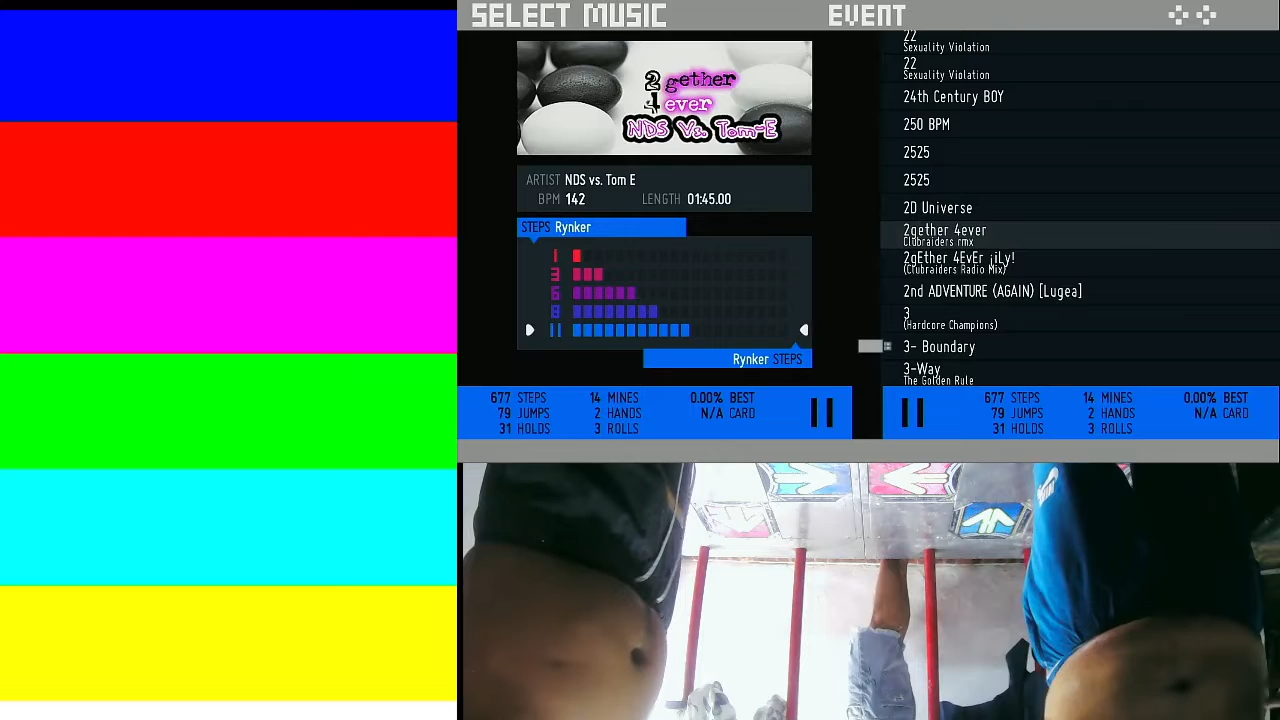 SELECT MUSIC
EVENT
2 gether
4 ever
NDS Vs. Tom-E
ARTIST NDS vs. Tom E
BPM 142 LENGTH 01:45.00
STEPS Rynker
1
3
6
8
11
Rynker STEPS
22
Sexuality Violation
22
Sexuality Violation
24th Century BOY
250 BPM
2525
2525
2D Universe
2gether 4ever
Clubraiders rmx
2gEther 4EvEr ¡iLy!
(Clubraiders Radio Mix)
2nd ADVENTURE (AGAIN) [Lugea]
3
(Hardcore Champions)
3- Boundary
3-Way
The Golden Rule
677 STEPS 14 MINES 0.00% BEST
79 JUMPS 2 HANDS N/A CARD
31 HOLDS 3 ROLLS
677 STEPS 14 MINES 0.00% BEST
79 JUMPS 2 HANDS N/A CARD
31 HOLDS 3 ROLLS